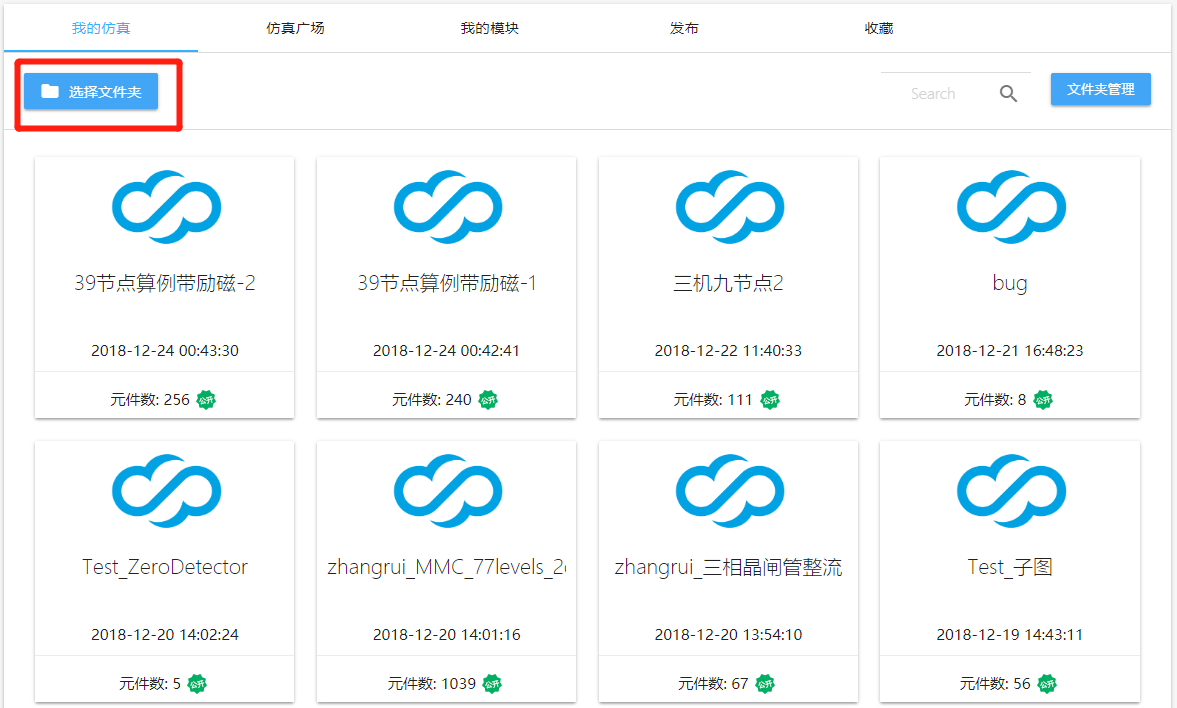 我的仿真 仿真广场 我的模块 发布 收藏
选择文件夹 Search 文件夹管理
39节点算例带励磁-2 39节点算例带励磁-1 三机九节点2 bug
2018-12-24 00:43:30 2018-12-24 00:42:41 2018-12-22 11:40:33 2018-12-21 16:48:23
元件数: 256 公开 元件数: 240 公开 元件数: 111 公开 元件数: 8 公开
Test_ZeroDetector zhangrui_MMC_77levels_2 zhangrui_三相晶闸管整流 Test_子图
2018-12-20 14:02:24 2018-12-20 14:01:16 2018-12-20 13:54:10 2018-12-19 14:43:11
元件数: 5 公开 元件数: 1039 公开 元件数: 67 公开 元件数: 56 公开